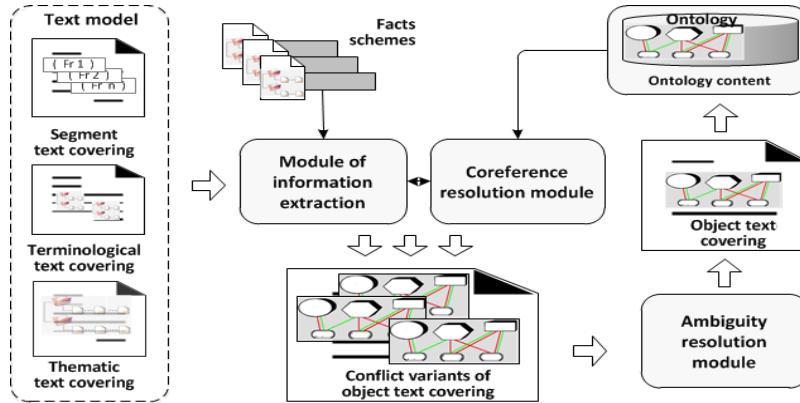 Text model
( Fr 1 )
( Fr 2 )
( Fr n )
Segment
text covering
Terminological
text covering
Thematic
text covering
Facts
schemes
Module of
information
extraction
Coreference
resolution module
Ontology
Ontology content
Object text
covering
Conflict variants of
object text covering
Ambiguity
resolution
module